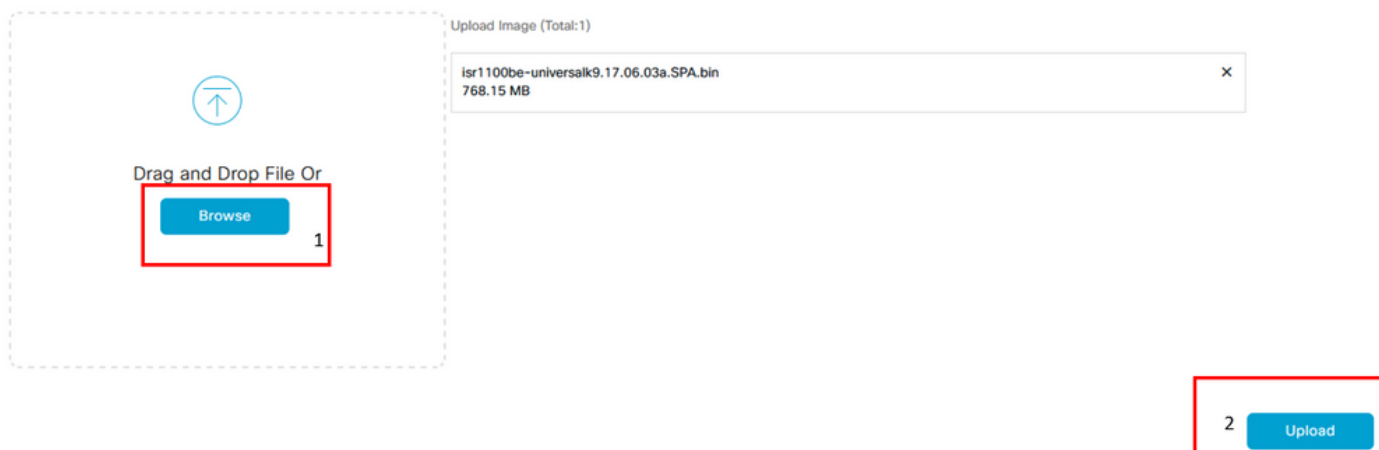 Upload Image (Total:1)
isr1100be-universalk9.17.06.03a.SPA.bin
768.15 MB
Drag and Drop File Or
Browse
1
2
Upload